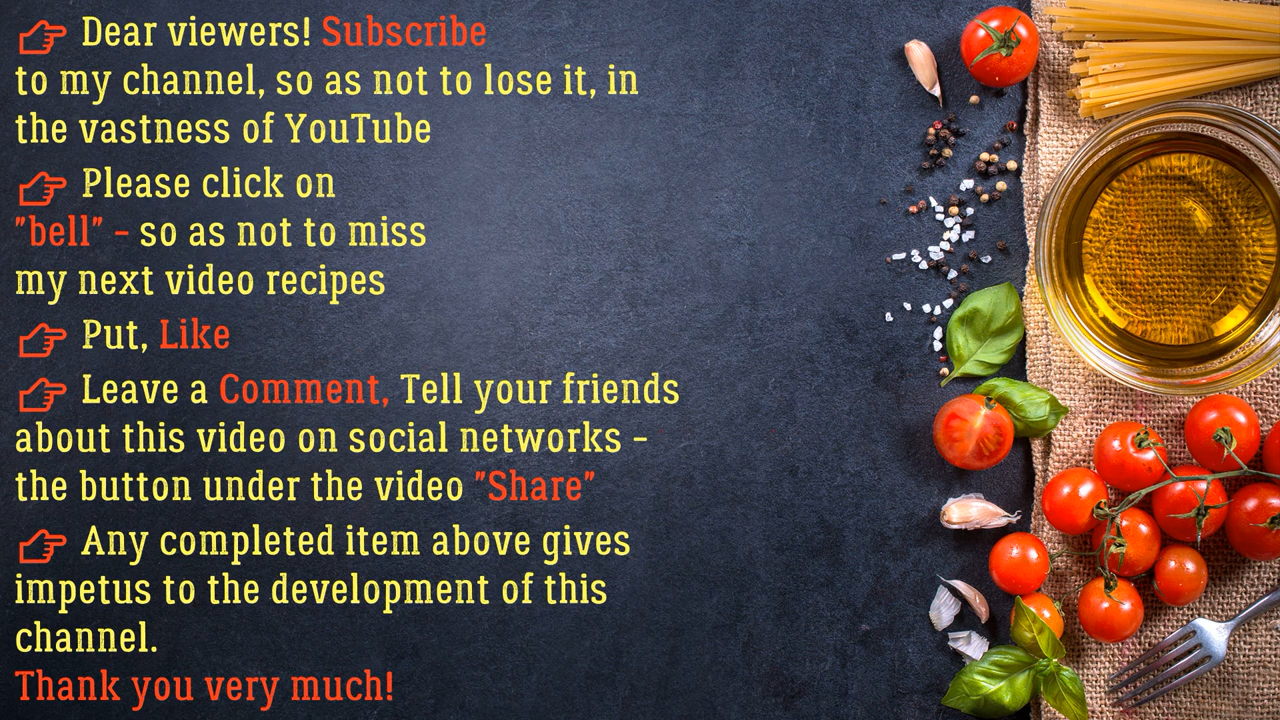 Dear viewers! Subscribe
to my channel, so as not to lose it, in
the vastness of YouTube
Please click on
"bell" - so as not to miss
my next video recipes
Put, Like
Leave a Comment, Tell your friends
about this video on social networks -
the button under the video "Share"
Any completed item above gives
impetus to the development of this
channel.
Thank you very much!